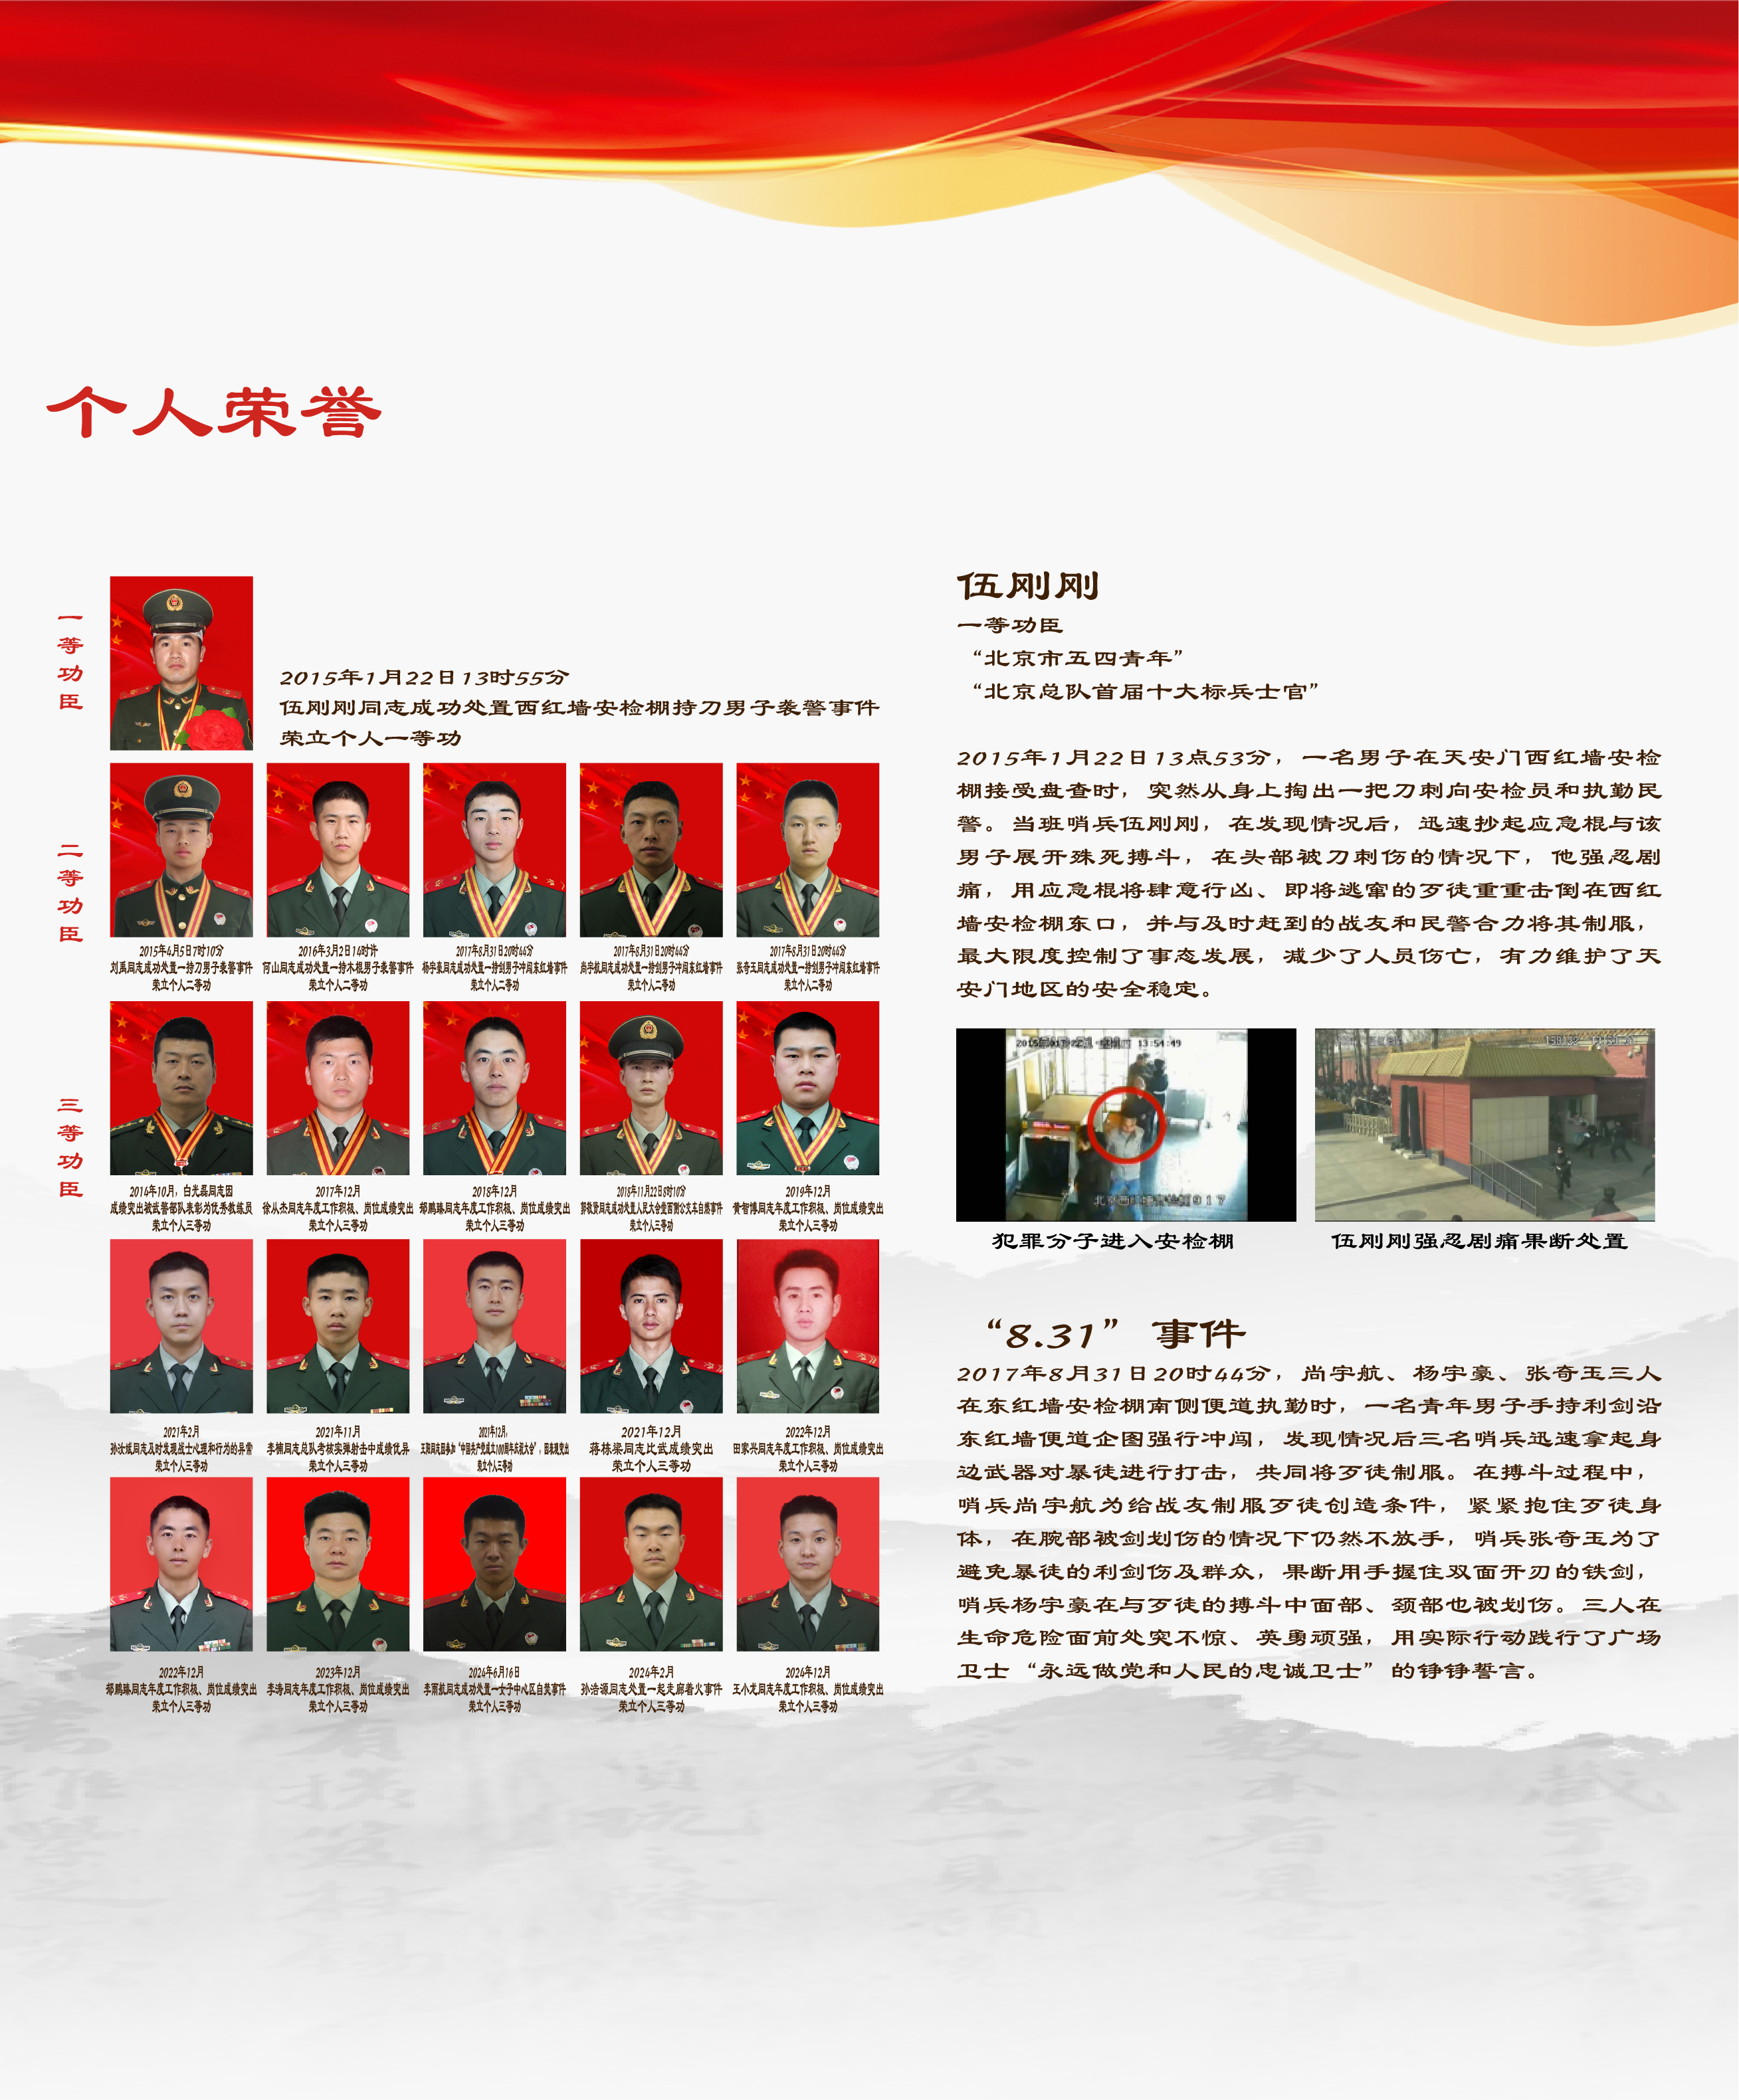 个人荣誉
一等功臣
2015年1月22日13时55分
伍刚刚同志成功处置西红墙安检棚持刀男子袭警事件
荣立个人一等功
二等功臣
2015年4月5日7时10分
刘禹同志成功处置一持刀男子袭警事件
荣立个人二等功
2016年3月2日14时许
何山同志成功处置一持木棍男子袭警事件
荣立个人二等功
2017年8月31日20时44分
杨宇豪同志成功处置一持剑男子冲闯东红墙事件
荣立个人二等功
2017年8月31日20时44分
尚宇航同志成功处置一持剑男子冲闯东红墙事件
荣立个人二等功
2017年8月31日20时44分
张奇玉同志成功处置一持剑男子冲闯东红墙事件
荣立个人二等功
三等功臣
2014年10月，白光磊同志因
成绩突出被武警部队表彰为优秀教练员
荣立个人三等功
2017年12月
徐从杰同志年度工作积极、岗位成绩突出
荣立个人三等功
2018年12月
郑鹏臻同志年度工作积极、岗位成绩突出
荣立个人三等功
2018年11月22日8时10分
郭敬贤同志成功处置人民大会堂西侧公交车自燃事件
荣立个人三等功
2019年12月
黄智博同志年度工作积极、岗位成绩突出
荣立个人三等功
2021年2月
孙汝斌同志及时发现战士心理和行为的异常
荣立个人三等功
2021年11月
李楠同志总队考核实弹射击中成绩优异
荣立个人三等功
2021年12月，
同志因参加“中国共产党成立100周年庆祝大会”，因表现突出
荣立个人三等功
2021年12月
蒋栋梁同志比武成绩突出
荣立个人三等功
2022年12月
田家兴同志年度工作积极、岗位成绩突出
荣立个人三等功
2022年12月
郑鹏臻同志年度工作积极、岗位成绩突出
荣立个人三等功
2023年12月
李涛同志年度工作积极、岗位成绩突出
荣立个人三等功
2024年6月16日
李雨航同志成功处置一女子中心区自焚事件
荣立个人三等功
2024年2月
孙浩源同志处置一起走廊着火事件
荣立个人三等功
2024年12月
王小龙同志年度工作积极、岗位成绩突出
荣立个人三等功
伍刚刚
一等功臣
“北京市五四青年”
“北京总队首届十大标兵士官”
2015年1月22日13点53分，一名男子在天安门西红墙安检
棚接受盘查时，突然从身上掏出一把刀刺向安检员和执勤民
警。当班哨兵伍刚刚，在发现情况后，迅速抄起应急棍与该
男子展开殊死搏斗，在头部被刀刺伤的情况下，他强忍剧
痛，用应急棍将肆意行凶、即将逃窜的歹徒重重击倒在西红
墙安检棚东口，并与及时赶到的战友和民警合力将其制服，
最大限度控制了事态发展，减少了人员伤亡，有力维护了天
安门地区的安全稳定。
13:54:49
犯罪分子进入安检棚
伍刚刚强忍剧痛果断处置
“8.31”事件
2017年8月31日20时44分，尚宇航、杨宇豪、张奇玉三人
在东红墙安检棚南侧便道执勤时，一名青年男子手持利剑沿
东红墙便道企图强行冲闯，发现情况后三名哨兵迅速拿起身
边武器对暴徒进行打击，共同将歹徒制服。在搏斗过程中，
哨兵尚宇航为给战友制服歹徒创造条件，紧紧抱住歹徒身
体，在腕部被剑划伤的情况下仍然不放手，哨兵张奇玉为了
避免暴徒的利剑伤及群众，果断用手握住双面开刃的铁剑，
哨兵杨宇豪在与歹徒的搏斗中面部、颈部也被划伤。三人在
生命危险面前处突不惊、英勇顽强，用实际行动践行了广场
卫士“永远做党和人民的忠诚卫士”的铮铮誓言。